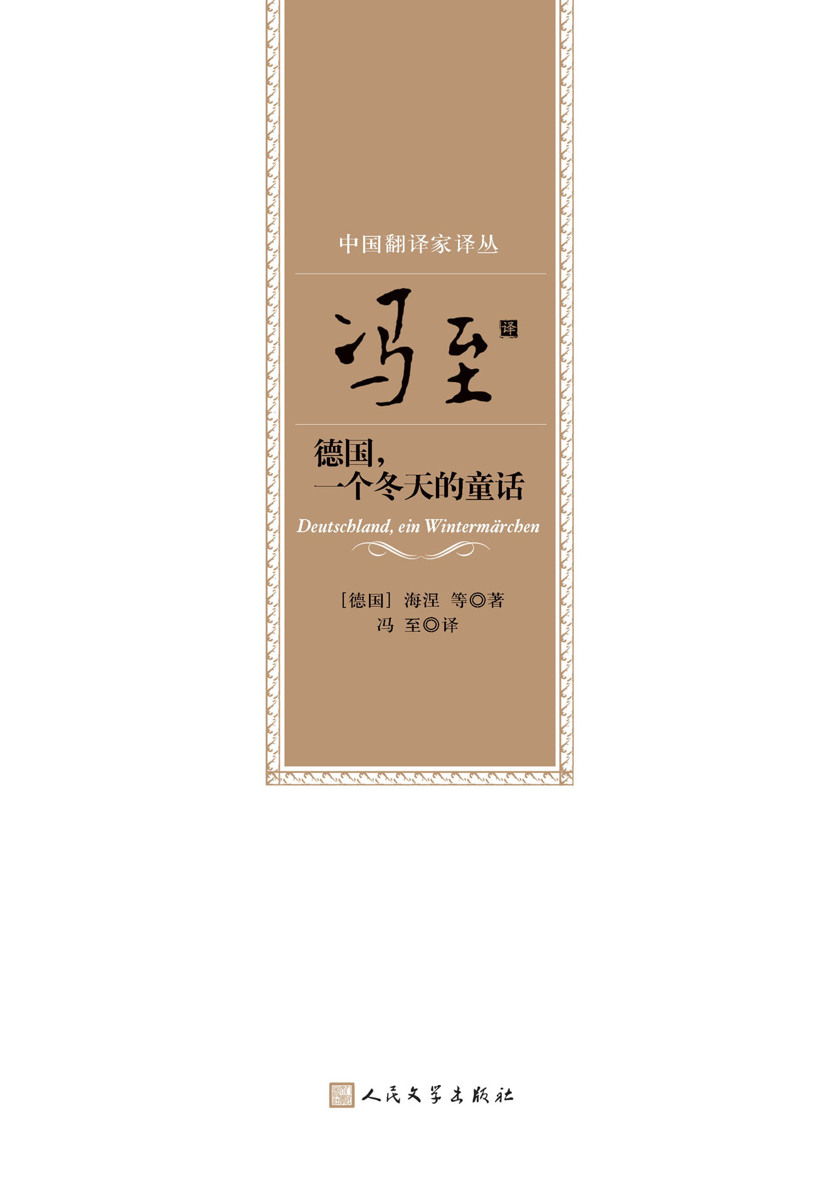 中国翻译家译丛
冯至 译
德国，
一个冬天的童话
Deutschland, ein Wintermärchen
［德国］ 海涅 等◎著
冯 至◎译
人民文学出版社